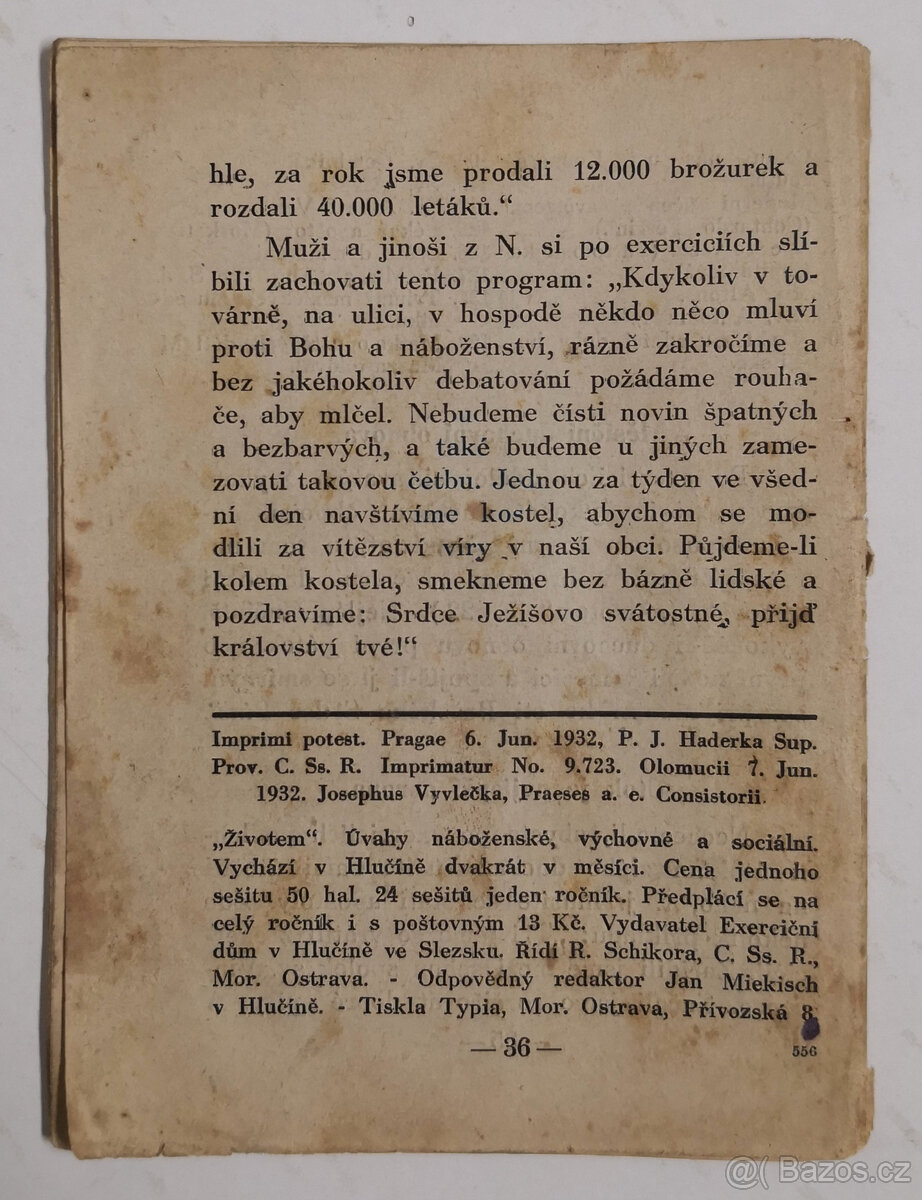 hle, za rok jsme prodali 12.000 brožurek a
rozdali 40.000 letáků.“
Muži a jinoši z N. si po exerciciích slí-
bili zachovati tento program: „Kdykoliv v to-
várně, na ulici, v hospodě někdo něco mluví
proti Bohu a náboženství, rázně zakročíme a
bez jakéhokoliv debatování požádáme rouha-
če, aby mlčel. Nebudeme čísti novin špatných
a bezbarvých, a také budeme u jiných zame-
zovati takovou četbu. Jednou za týden ve všed-
ní den navštívíme kostel, abychom se mo-
dlili za vítězství víry v naší obci. Půjdeme-li
kolem kostela, smekneme bez bázně lidské a
pozdravíme: Srdce Ježíšovo svátostné, přijď
království tvé!“
Imprimi potest. Pragae 6. Jun. 1932, P. J. Haderka Sup.
Prov. C. Ss. R. Imprimatur No. 9.723. Olomucii 7. Jun.
1932. Josephus Vyvlečka, Praeses a. e. Consistorii.
„Životem“. Úvahy náboženské, výchovné a sociální.
Vychází v Hlučíně dvakrát v měsíci. Cena jednoho
sešitu 50 hal. 24 sešitů jeden ročník. Předplácí se na
celý ročník i s poštovným 13 Kč. Vydavatel Exerciční
dům v Hlučíně ve Slezsku. Řídí R. Schikora, C. Ss. R.,
Mor. Ostrava. - Odpovědný redaktor Jan Miekisch
v Hlučíně. - Tiskla Typia, Mor. Ostrava, Přívozská 8.
— 36 —
556
@( Bazos.cz